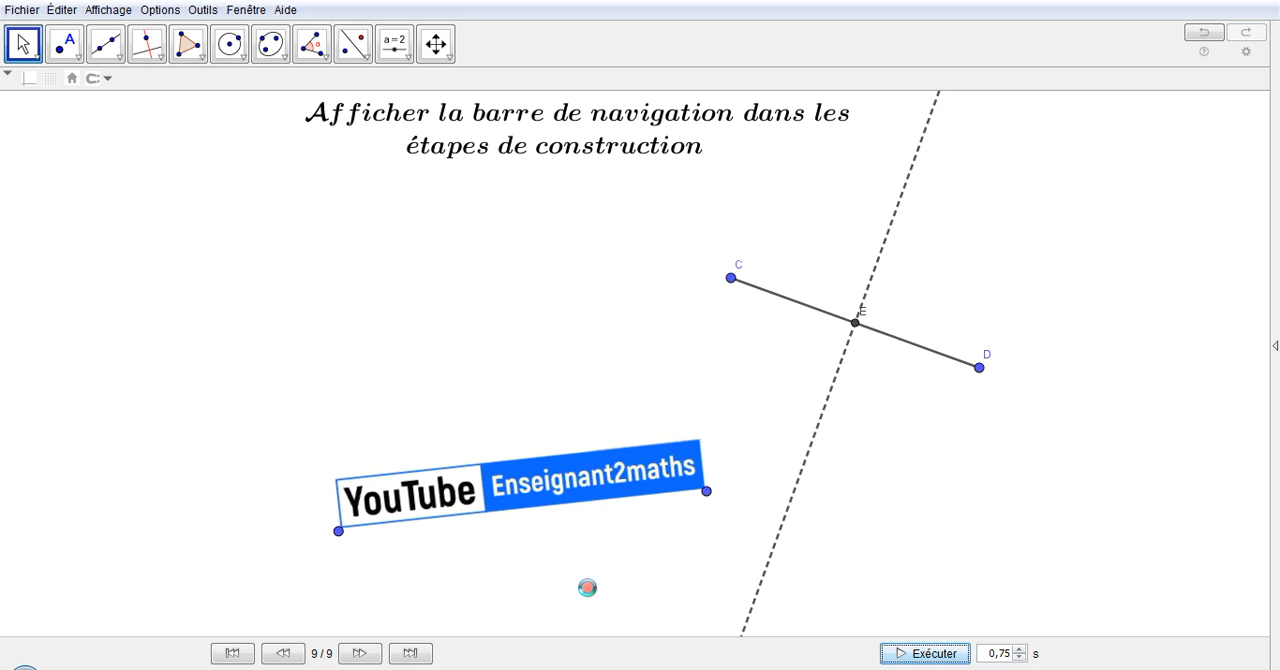 Fichier Éditer Affichage Options Outils Fenêtre Aide
A
α
a=2
Afficher la barre de navigation dans les
étapes de construction
C
E
D
YouTube Enseignant2maths
9 / 9
Exécuter 0,75 s